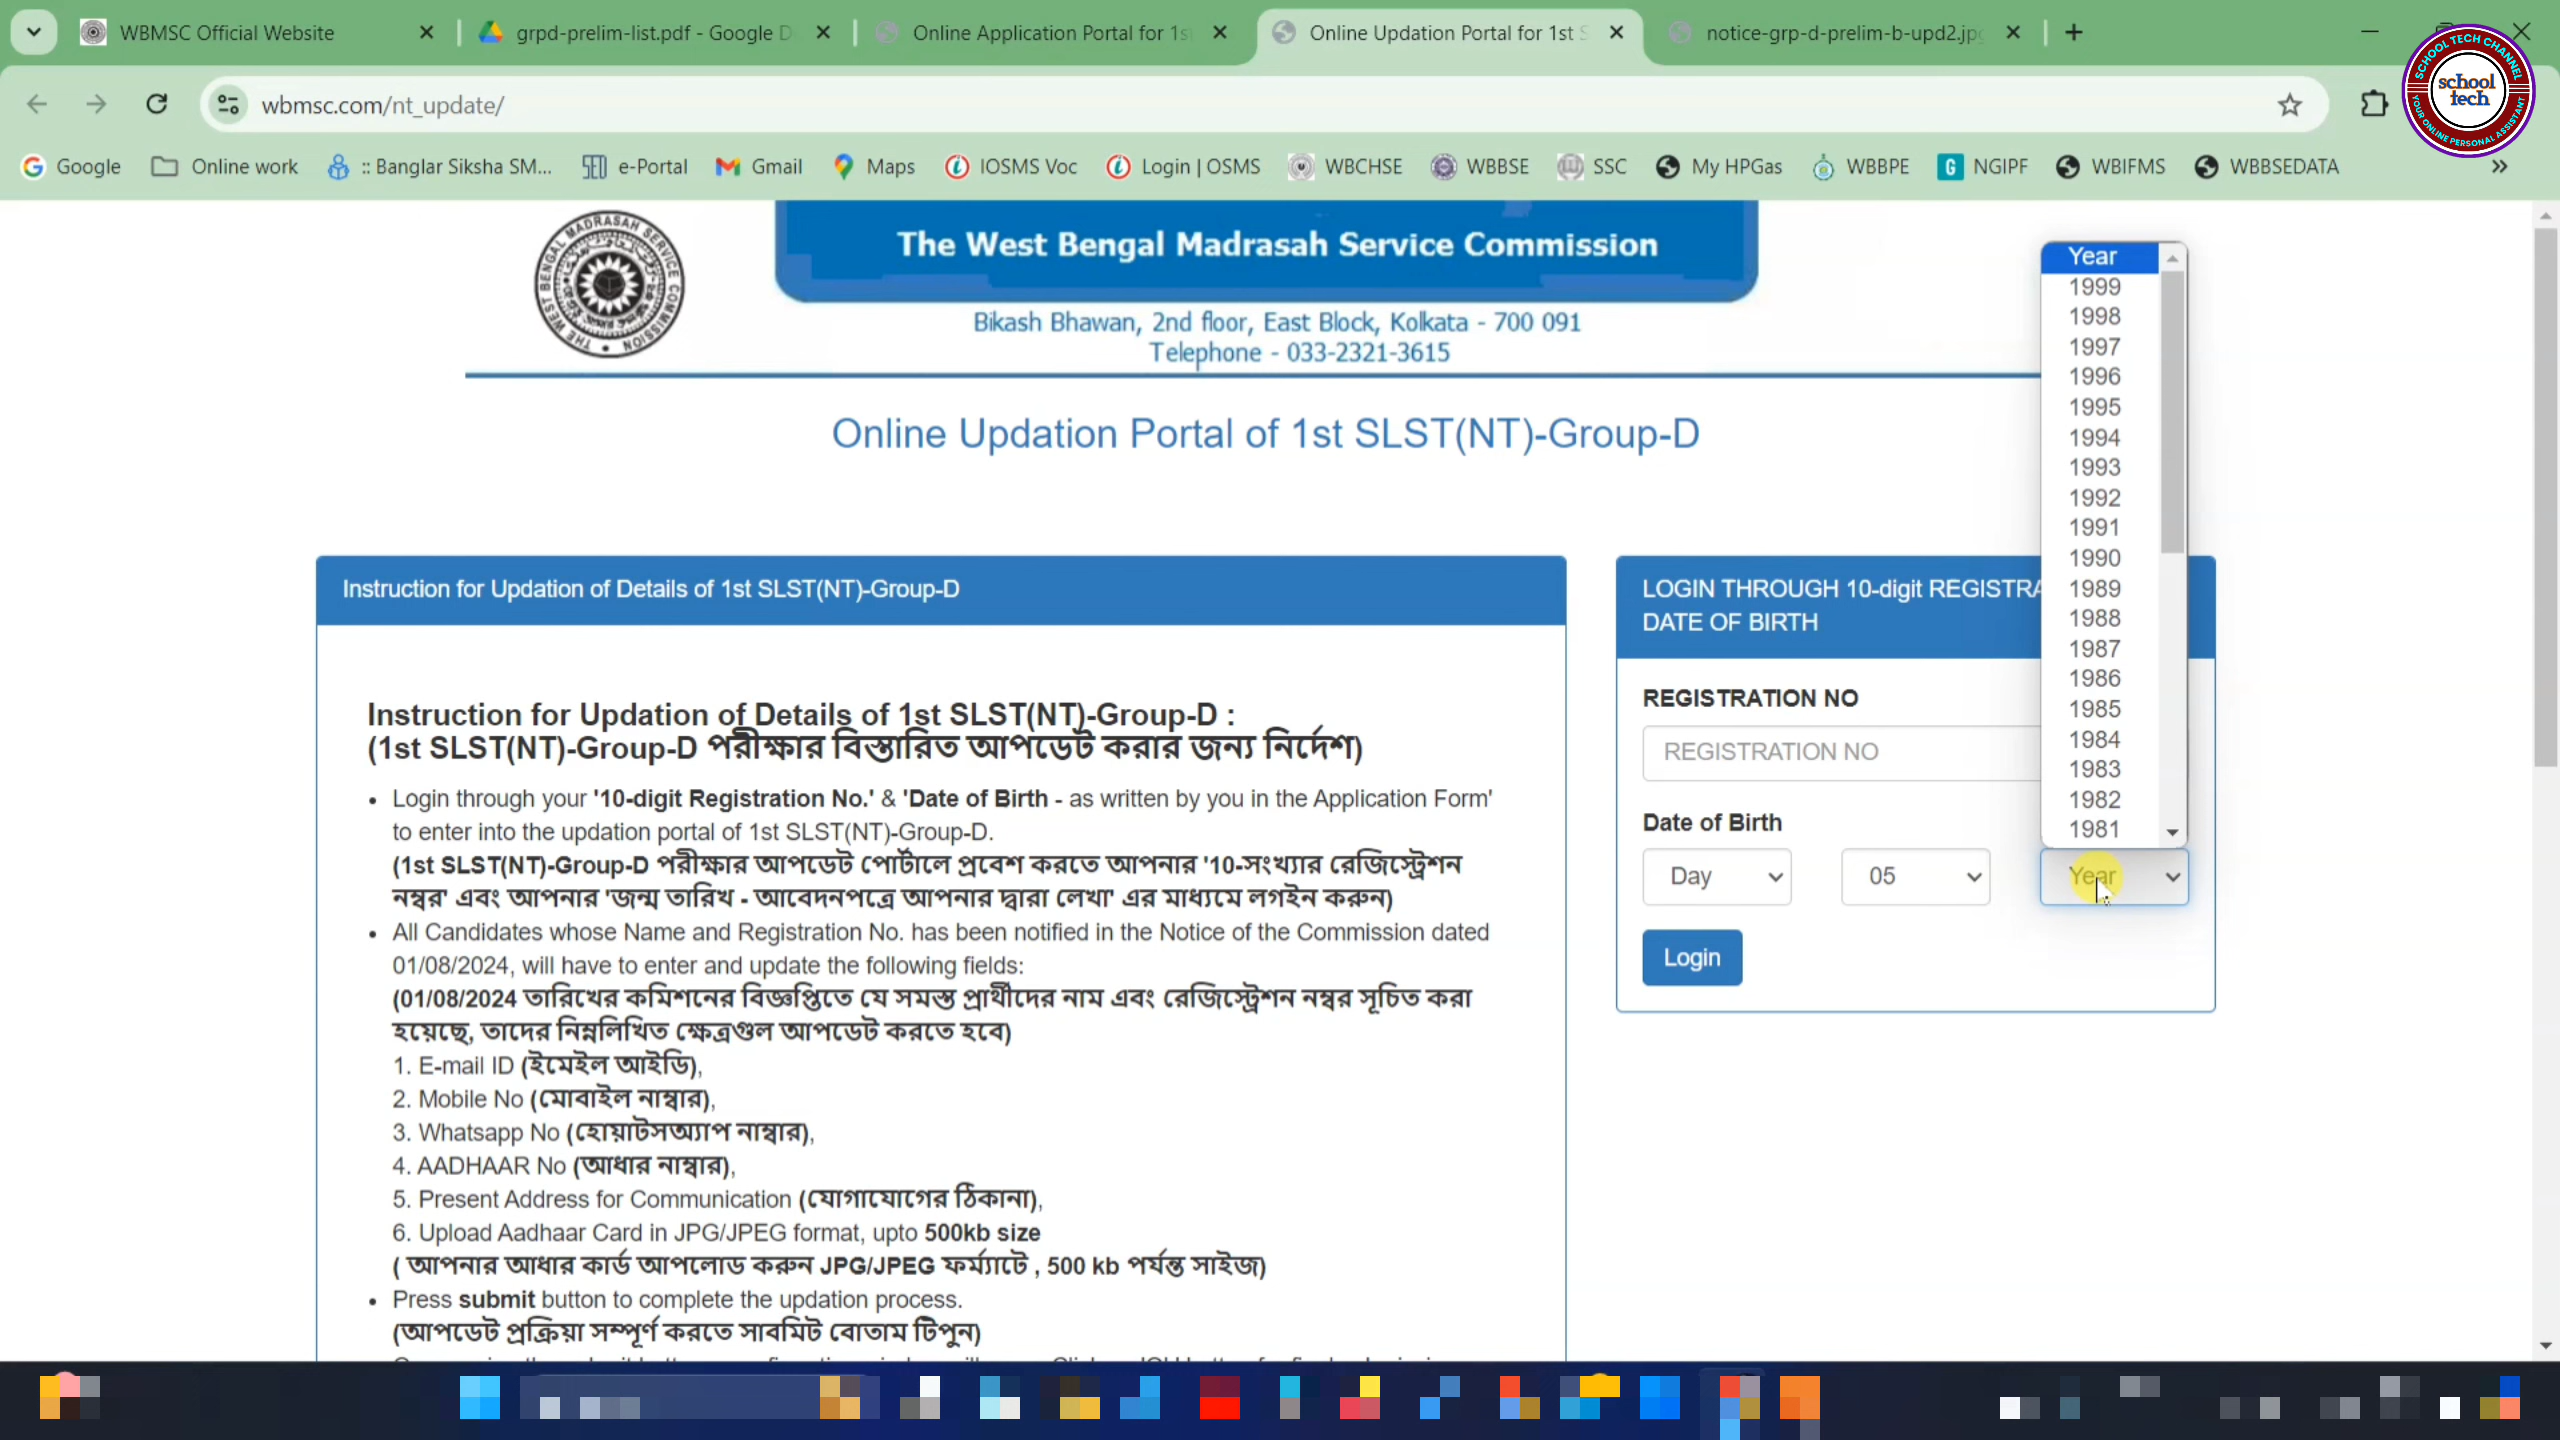 WBMSC Official Website
grpd-prelim-list.pdf - Google D
Online Application Portal for 1s
Online Updation Portal for 1st S
notice-grp-d-prelim-b-upd2.jp
wbmsc.com/nt_update/
SCHOOL TECH CHANNEL
school
tech
YOUR ONLINE PERSONAL ASSISTANT
Google
Online work
:: Banglar Siksha SM...
e-Portal
Gmail
Maps
IOSMS Voc
Login | OSMS
WBCHSE
WBBSE
SSC
My HPGas
WBBPE
NGIPF
WBIFMS
WBBSEDATA
THE WEST BENGAL MADRASAH SERVICE COMMISSION
The West Bengal Madrasah Service Commission
Bikash Bhawan, 2nd floor, East Block, Kolkata - 700 091
Telephone - 033-2321-3615
Online Updation Portal of 1st SLST(NT)-Group-D
Instruction for Updation of Details of 1st SLST(NT)-Group-D
Instruction for Updation of Details of 1st SLST(NT)-Group-D :
(1st SLST(NT)-Group-D পরীক্ষার বিস্তারিত আপডেট করার জন্য নির্দেশ)
• Login through your '10-digit Registration No.' & 'Date of Birth - as written by you in the Application Form'
to enter into the updation portal of 1st SLST(NT)-Group-D.
(1st SLST(NT)-Group-D পরীক্ষার আপডেট পোর্টালে প্রবেশ করতে আপনার '10-সংখ্যার রেজিস্ট্রেশন
নম্বর' এবং আপনার 'জন্ম তারিখ - আবেদনপত্রে আপনার দ্বারা লেখা' এর মাধ্যমে লগইন করুন)
• All Candidates whose Name and Registration No. has been notified in the Notice of the Commission dated
01/08/2024, will have to enter and update the following fields:
(01/08/2024 তারিখের কমিশনের বিজ্ঞপ্তিতে যে সমস্ত প্রার্থীদের নাম এবং রেজিস্ট্রেশন নম্বর সূচিত করা
হয়েছে, তাদের নিম্নলিখিত ক্ষেত্রগুল আপডেট করতে হবে)
1. E-mail ID (ইমেইল আইডি),
2. Mobile No (মোবাইল নাম্বার),
3. Whatsapp No (হোয়াটসঅ্যাপ নাম্বার),
4. AADHAAR No (আধার নাম্বার),
5. Present Address for Communication (যোগাযোগের ঠিকানা),
6. Upload Aadhaar Card in JPG/JPEG format, upto 500kb size
( আপনার আধার কার্ড আপলোড করুন JPG/JPEG ফর্ম্যাটে , 500 kb পর্যন্ত সাইজ)
• Press submit button to complete the updation process.
(আপডেট প্রক্রিয়া সম্পূর্ণ করতে সাবমিট বোতাম টিপুন)
LOGIN THROUGH 10-digit REGISTRA
DATE OF BIRTH
REGISTRATION NO
REGISTRATION NO
Date of Birth
Day
05
Year
Login
Year
1999
1998
1997
1996
1995
1994
1993
1992
1991
1990
1989
1988
1987
1986
1985
1984
1983
1982
1981